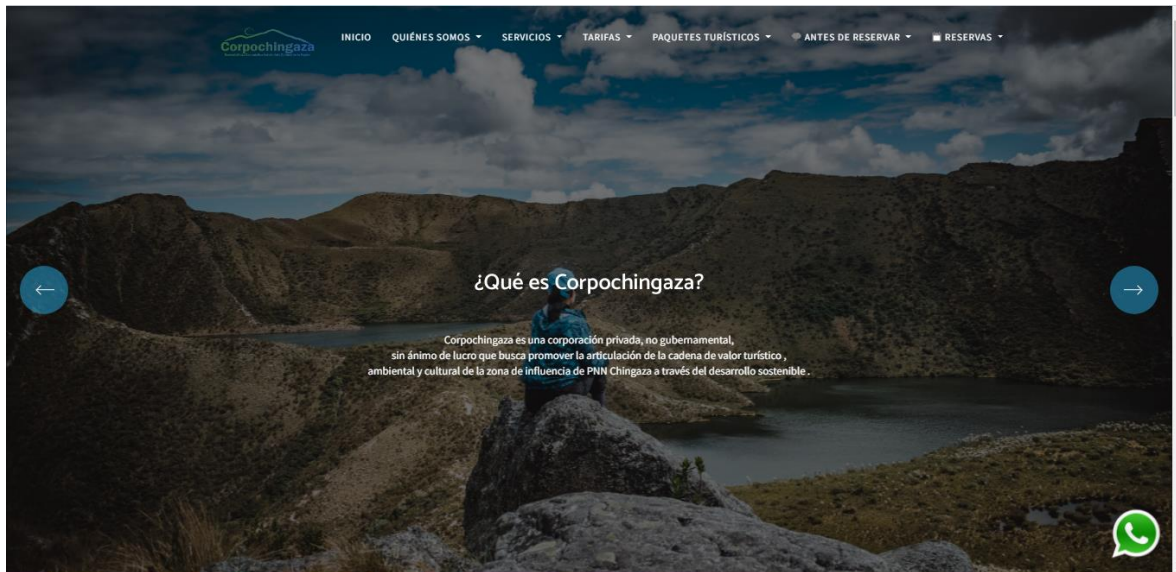 Corpochingaza
INICIO
QUIÉNES SOMOS
SERVICIOS
TARIFAS
PAQUETES TURÍSTICOS
ANTES DE RESERVAR
RESERVAS
¿Qué es Corpochingaza?
Corpochingaza es una corporación privada, no gubernamental,
sin ánimo de lucro que busca promover la articulación de la cadena de valor turístico ,
ambiental y cultural de la zona de influencia de PNN Chingaza a través del desarrollo sostenible .